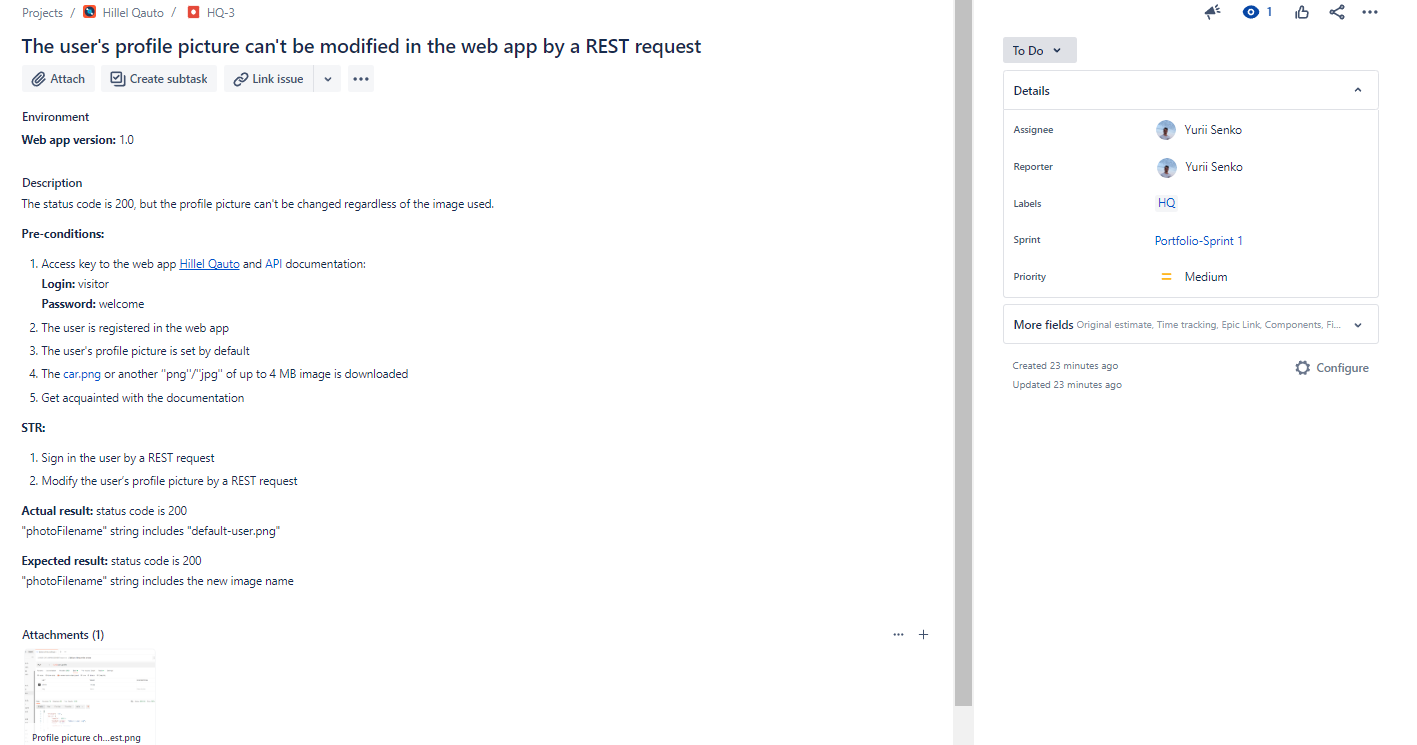 Projects / Hillel Qauto / HQ-3
The user's profile picture can't be modified in the web app by a REST request
Attach Create subtask Link issue
Environment
Web app version: 1.0
Description
The status code is 200, but the profile picture can't be changed regardless of the image used.
Pre-conditions:
1. Access key to the web app Hillel Qauto and API documentation:
Login: visitor
Password: welcome
2. The user is registered in the web app
3. The user's profile picture is set by default
4. The car.png or another "png"/"jpg" of up to 4 MB image is downloaded
5. Get acquainted with the documentation
STR:
1. Sign in the user by a REST request
2. Modify the user's profile picture by a REST request
Actual result: status code is 200
"photoFilename" string includes "default-user.png"
Expected result: status code is 200
"photoFilename" string includes the new image name
Attachments (1)
Profile picture ch...est.png
1
To Do
Details
Assignee Yurii Senko
Reporter Yurii Senko
Labels HQ
Sprint Portfolio-Sprint 1
Priority Medium
More fields Original estimate, Time tracking, Epic Link, Components, Fi...
Created 23 minutes ago
Configure
Updated 23 minutes ago